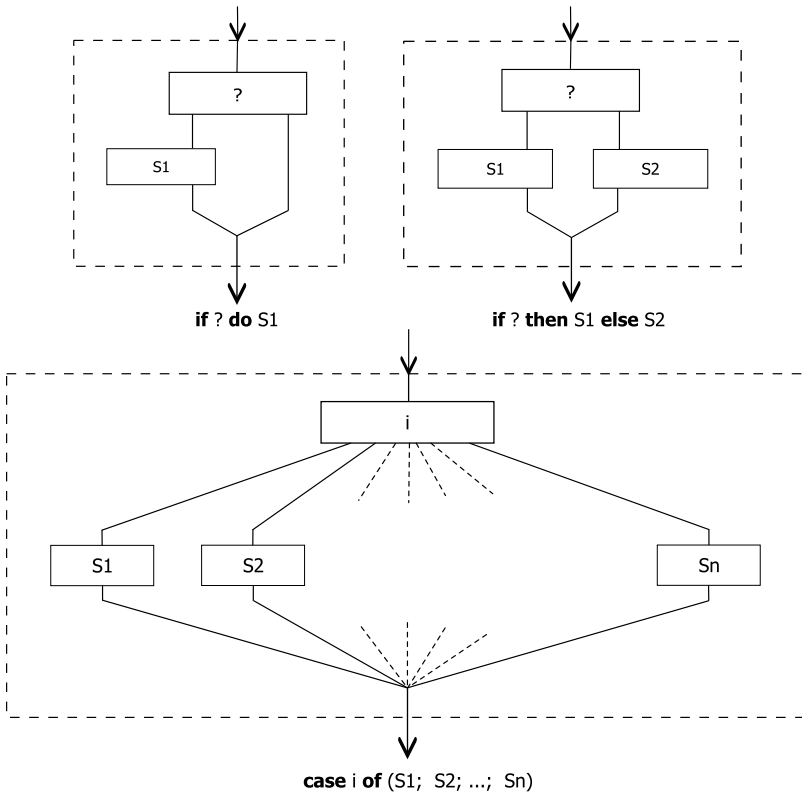 ?
S1
if ? do S1
?
S1 S2
if ? then S1 else S2
i
S1 S2 Sn
case i of (S1; S2; ...; Sn)